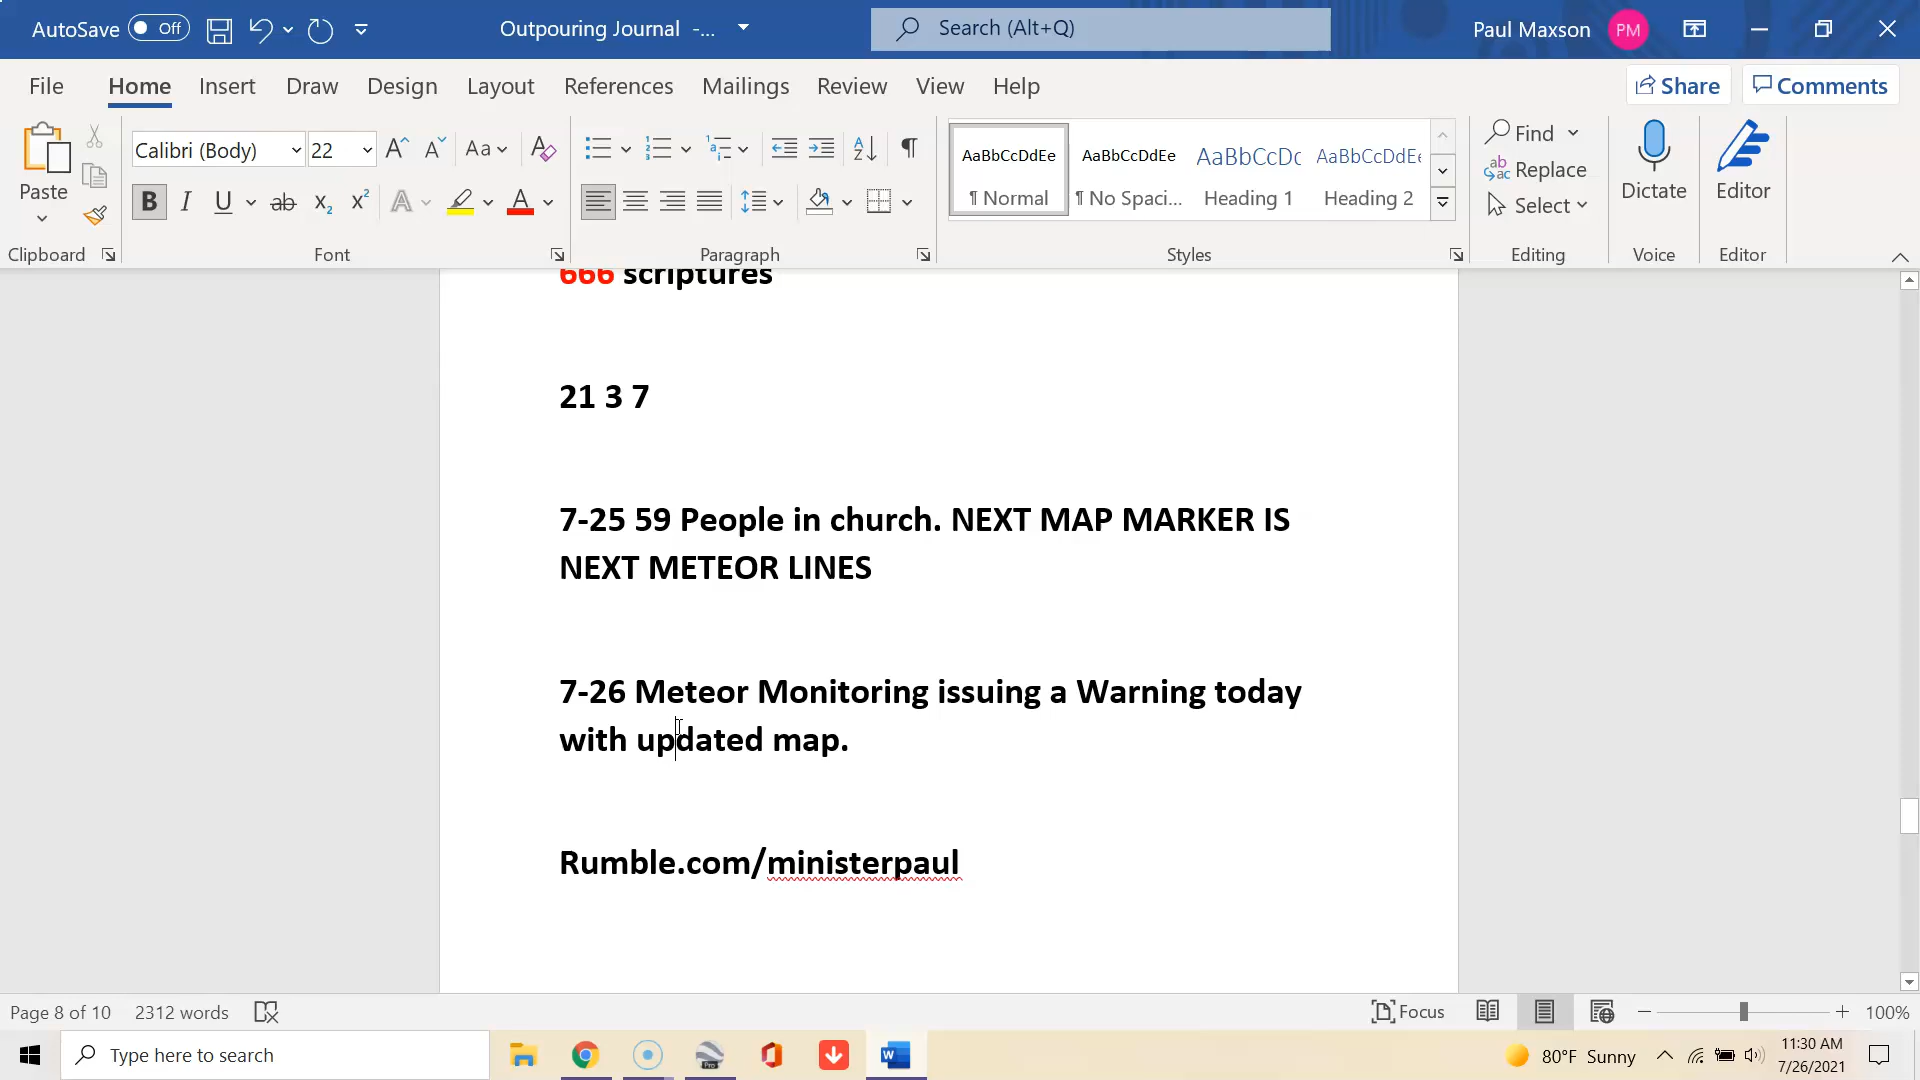 AutoSave Off Outpouring Journal -... Search (Alt+Q) Paul Maxson PM
File Home Insert Draw Design Layout References Mailings Review View Help Share Comments
Calibri (Body) 22 Aa
Paste
AaBbCcDdEe AaBbCcDdEe AaBbCcDc AaBbCcDdEe
¶ Normal ¶ No Spaci... Heading 1 Heading 2
Find
Replace
Select
Dictate
Editor
Clipboard Font Paragraph Styles Editing Voice Editor
666 scriptures
21 3 7
7-25 59 People in church. NEXT MAP MARKER IS
NEXT METEOR LINES
7-26 Meteor Monitoring issuing a Warning today
with updated map.
Rumble.com/ministerpaul
Page 8 of 10 2312 words Focus 100%
Type here to search 80°F Sunny 11:30 AM
7/26/2021